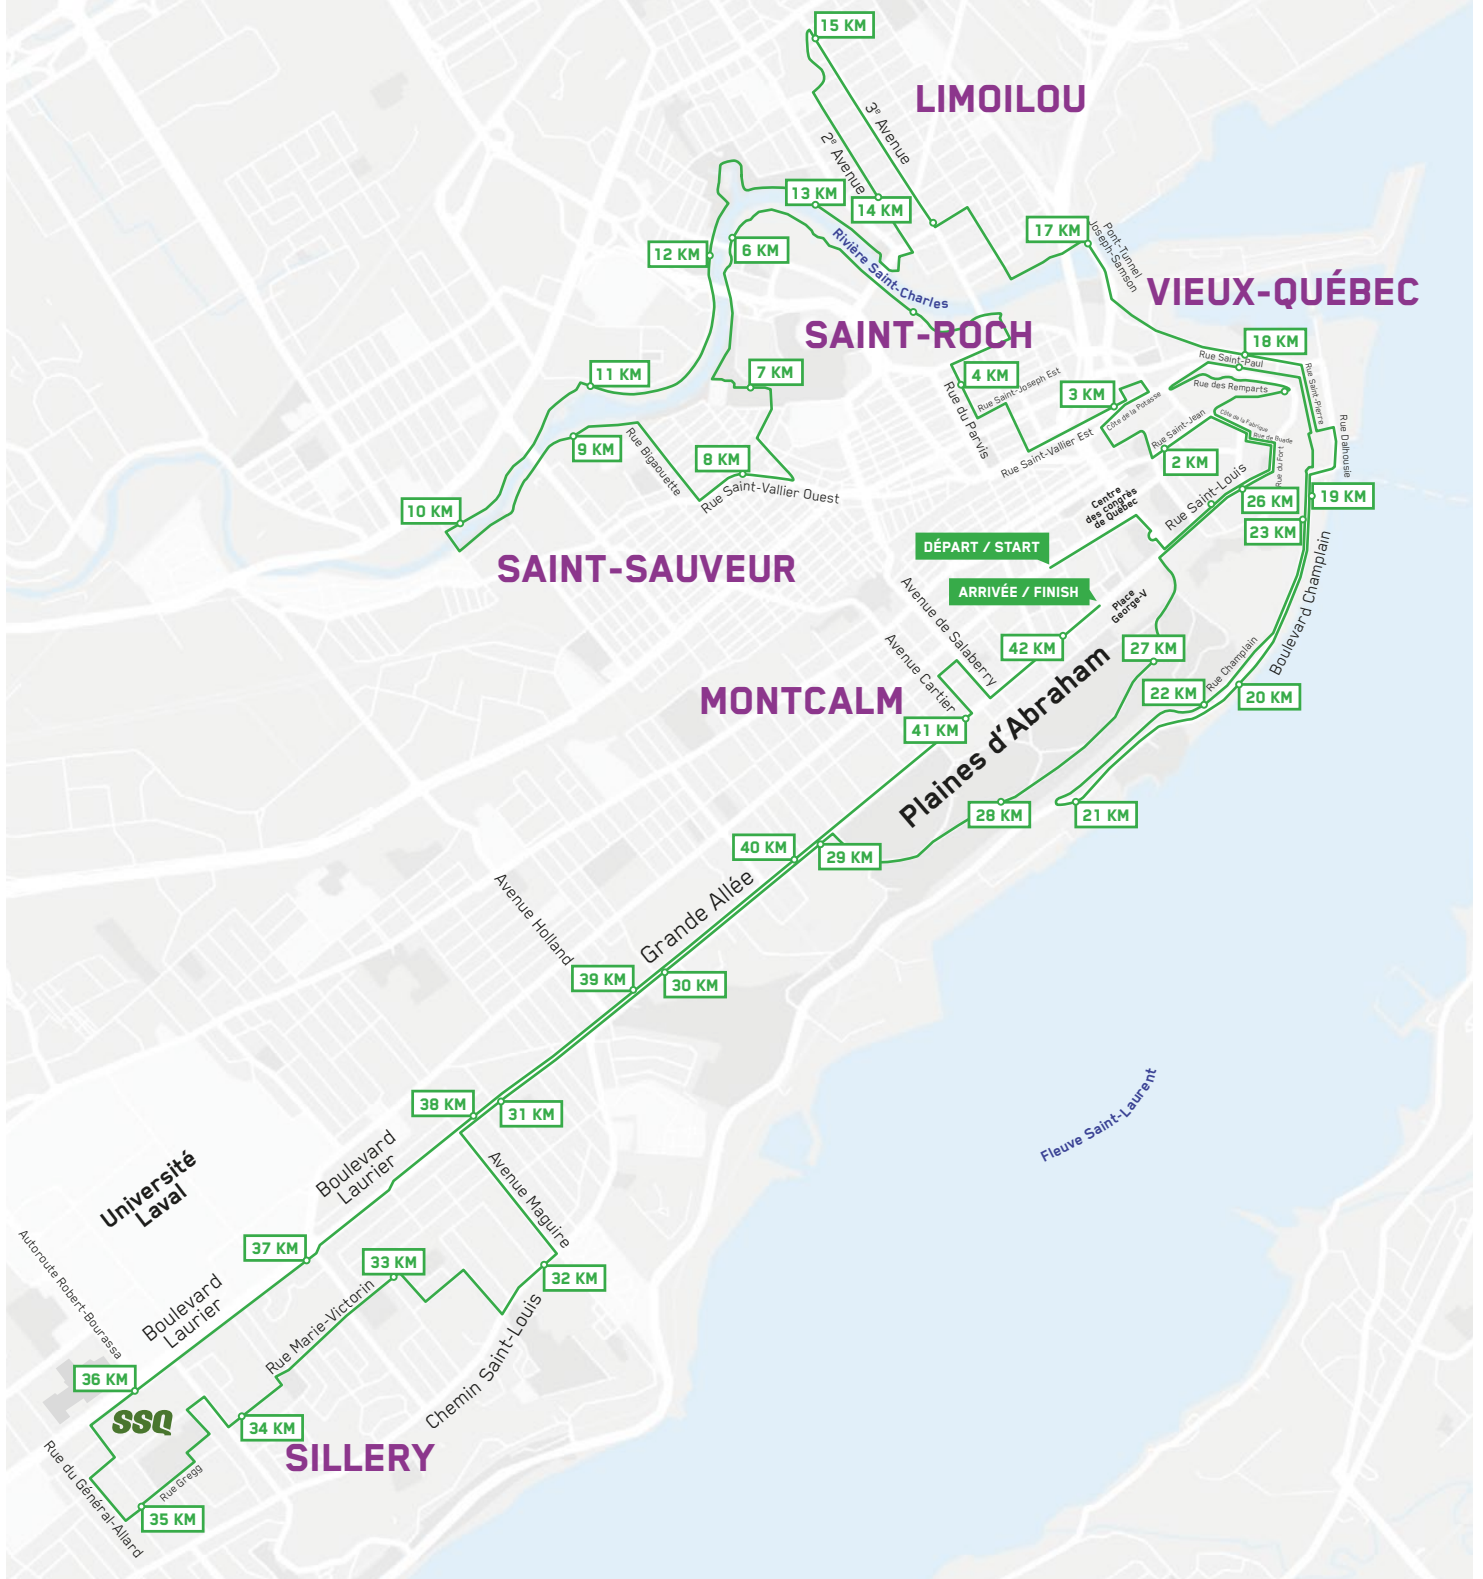 15 KM
LIMOILOU
3e Avenue
2e Avenue
13 KM
14 KM
17 KM
Pont-Tunnel
Joseph-Samson
12 KM
6 KM
Rivière Saint-Charles
VIEUX-QUÉBEC
SAINT-ROCH
18 KM
Rue Saint-Paul
Rue Saint-Pierre
11 KM
7 KM
4 KM
Rue Saint-Joseph Est
3 KM
Rue des Remparts
Côte de la Potasse
Rue du Parvis
Rue Saint-Vallier Est
Rue Saint-Jean
Côte de la Fabrique
Rue de Buade
Rue du Fort
Rue Dalhousie
9 KM
Rue Bigaouette
8 KM
Rue Saint-Vallier Ouest
2 KM
10 KM
Centre
des congrès
de Québec
Rue Saint-Louis
26 KM
19 KM
23 KM
DÉPART / START
SAINT-SAUVEUR
ARRIVÉE / FINISH
Place
George-V
Boulevard Champlain
Avenue de Salaberry
Avenue Cartier
42 KM
27 KM
Rue Champlain
22 KM
20 KM
MONTCALM
41 KM
Plaines d'Abraham
28 KM
21 KM
40 KM
29 KM
Avenue Holland
Grande Allée
39 KM
30 KM
38 KM
31 KM
Fleuve Saint-Laurent
Boulevard
Laurier
Avenue Maguire
Université
Laval
Autoroute Robert-Bourassa
37 KM
33 KM
32 KM
Boulevard
Laurier
Rue Marie-Victorin
Chemin Saint-Louis
36 KM
SSQ
34 KM
SILLERY
Rue du Général-Allard
Rue Gregg
35 KM